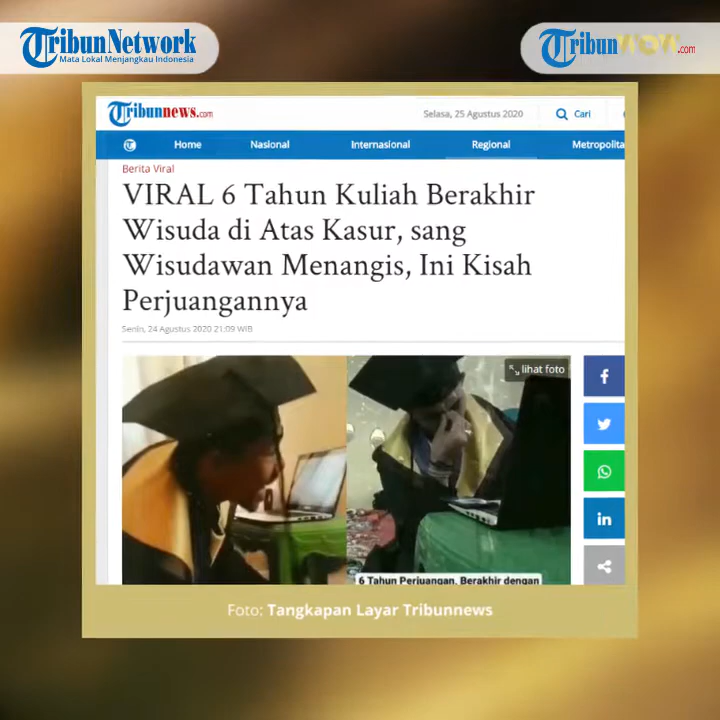 TribunNetwork
Mata Lokal Menjangkau Indonesia
TribunWOW.com
Tribunnews.com
Selasa, 25 Agustus 2020
Cari
Home Nasional Internasional Regional Metropolita
Berita Viral
VIRAL 6 Tahun Kuliah Berakhir
Wisuda di Atas Kasur, sang
Wisudawan Menangis, Ini Kisah
Perjuangannya
Senin, 24 Agustus 2020 21:09 WIB
lihat foto
6 Tahun Perjuangan, Berakhir dengan
Foto: Tangkapan Layar Tribunnews